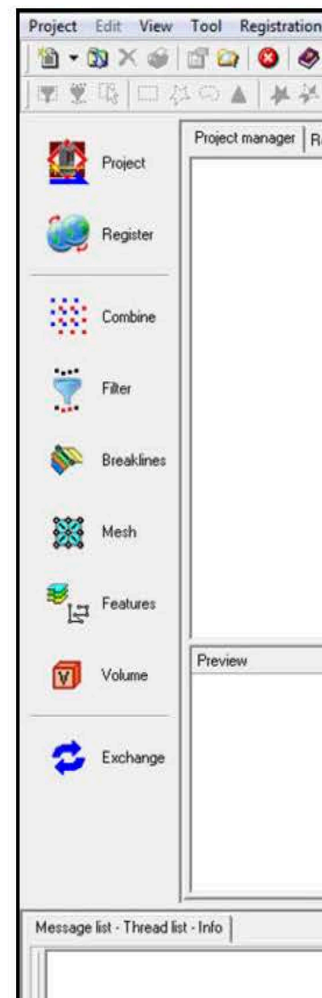 Project Edit View Tool Registration
Project manager
Project
Register
Combine
Filter
Breaklines
Mesh
Features
Volume
Exchange
Preview
Message list - Thread list - Info